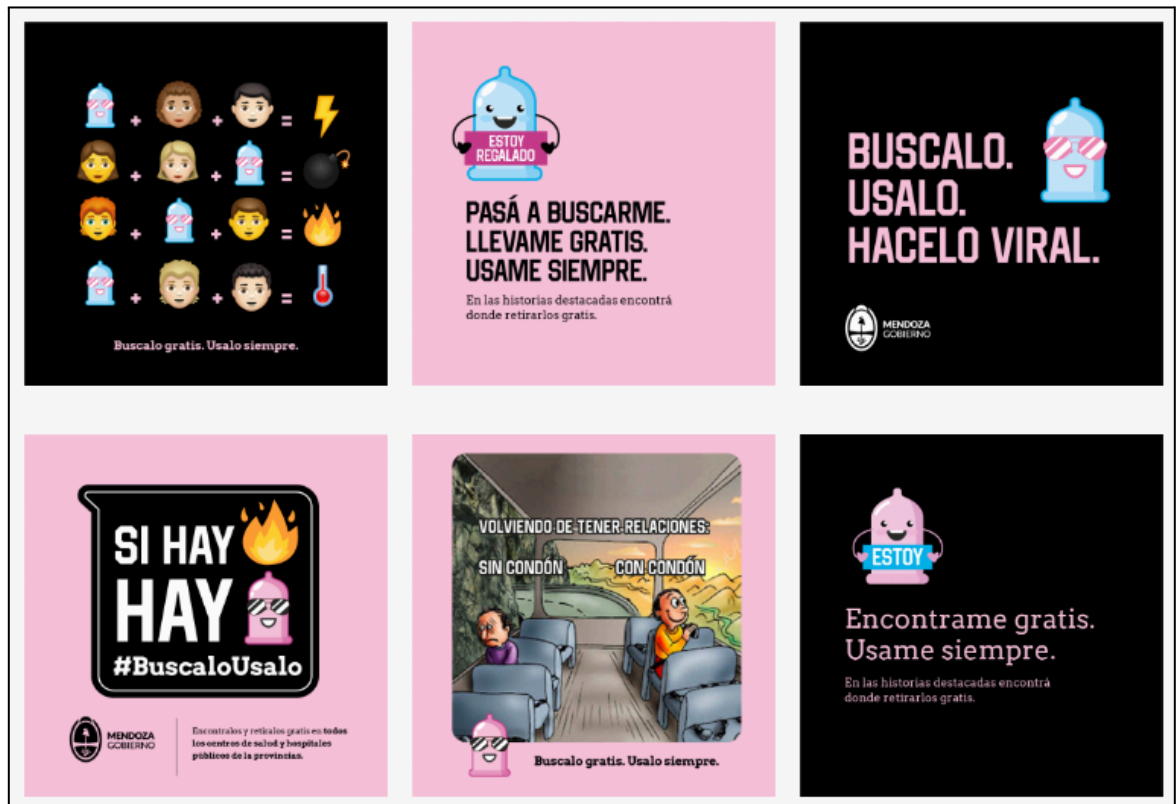 + + =
+ + =
+ + =
+ + =
Buscalo gratis. Usalo siempre.
ESTOY
REGALADO
PASÁ A BUSCARME.
LLEVAME GRATIS.
USAME SIEMPRE.
En las historias destacadas encontrá
donde retirarlos gratis.
BUSCALO.
USALO.
HACELO VIRAL.
MENDOZA
GOBIERNO
SI HAY
HAY
#BuscaloUsalo
MENDOZA
GOBIERNO
Encontralos y retiralos gratis en todos
los centros de salud y hospitales
públicos de la provincias.
VOLVIENDO DE TENER RELACIONES:
SIN CONDÓN CON CONDÓN
Buscalo gratis. Usalo siempre.
ESTOY
Encontrame gratis.
Usame siempre.
En las historias destacadas encontrá
donde retirarlos gratis.